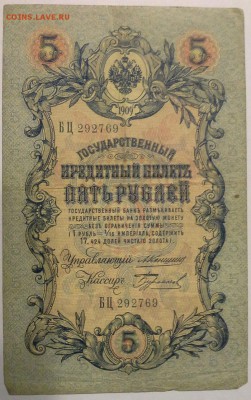 COINS.ЛАВЕ.RU
5 5
1909
БЦ 292769
ГОСУДАРСТВЕННЫЙ
КРЕДИТНЫЙ БИЛЕТЪ
ПЯТЬ РУБЛЕЙ
ГОСУДАРСТВЕННЫЙ БАНКЪ РАЗМѢНИВАЕТЪ
КРЕДИТНЫЕ БИЛЕТЫ НА ЗОЛОТУЮ МОНЕТУ
БЕЗЪ ОГРАНИЧЕНІЯ СУММЫ
(1 РУБЛЬ = 1/15 ИМПЕРІАЛА, СОДЕРЖИТЪ
17,424 ДОЛЕЙ ЧИСТАГО ЗОЛОТА)
Управляющій
Кассиръ
БЦ 292769
5